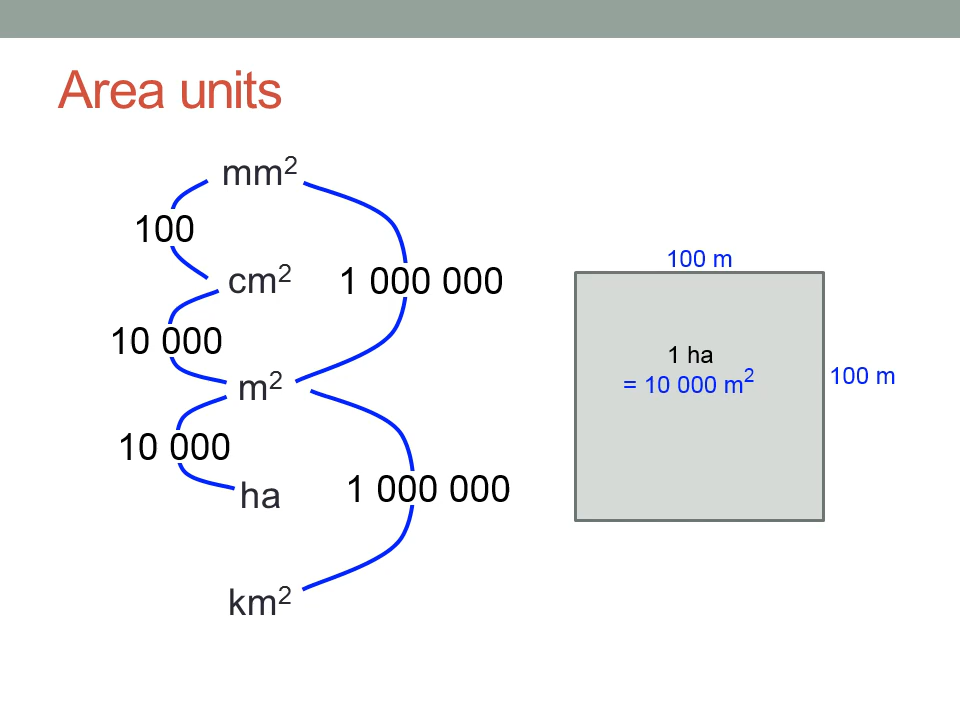 Area units
mm²
100
cm²
1 000 000
10 000
m²
10 000
ha
1 000 000
km²
100 m
1 ha
= 10 000 m²
100 m